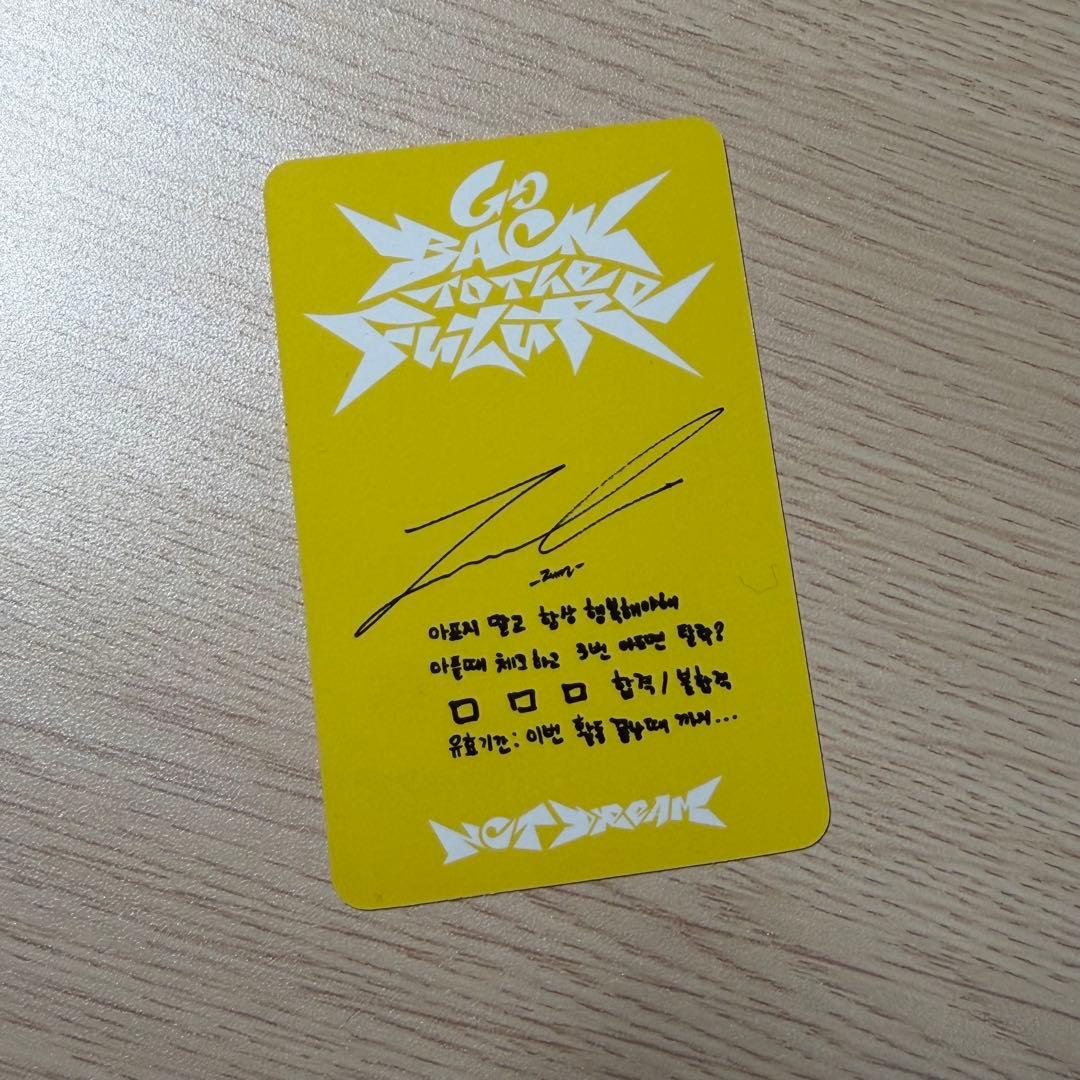 Go
BACK
TO THE
FUTURE
아프지 말고 항상 행복해야해
아플때 체크하고 3번 아프면 탈락?
□ □ □ 합격/불합격
유효기간: 이번 활동 끝날때 까지...
NCT DREAM